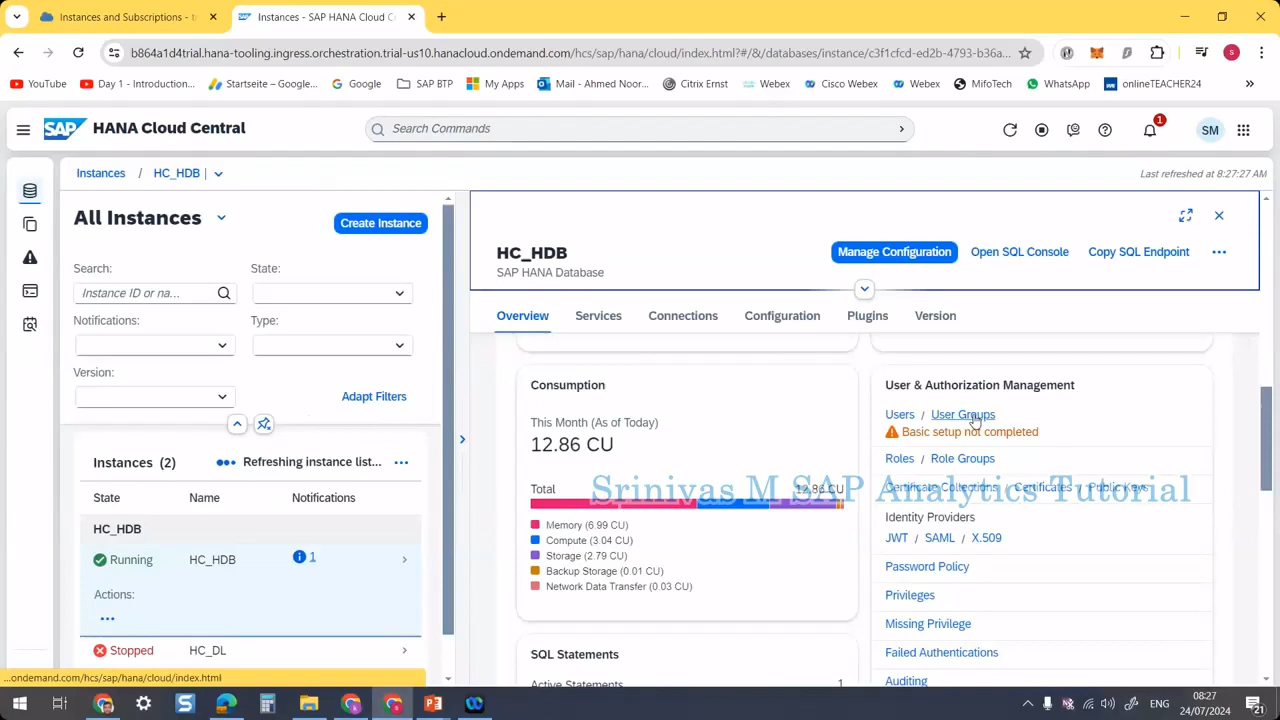 Instances and Subscriptions - t
Instances - SAP HANA Cloud C
b864a1d4trial.hana-tooling.ingress.orchestration.trial-us10.hanacloud.ondemand.com/hcs/sap/hana/cloud/index.html?#/&/databases/instance/c3f1cfcd-ed2b-4793-b36a...
YouTube
Day 1 - Introduction...
Startseite – Google...
Google
SAP BTP
My Apps
Mail - Ahmed Noor...
Citrix Ernst
Webex
Cisco Webex
Webex
MifoTech
WhatsApp
onlineTEACHER24
SAP HANA Cloud Central
Search Commands
1
SM
Instances / HC_HDB
Last refreshed at 8:27:27 AM
All Instances
Create Instance
Search:
State:
Instance ID or na...
Notifications:
Type:
Version:
Adapt Filters
Instances (2)
Refreshing instance list...
State
Name
Notifications
HC_HDB
Running
HC_HDB
1
Actions:
Stopped
HC_DL
...ondemand.com/hcs/sap/hana/cloud/index.html
HC_HDB
SAP HANA Database
Manage Configuration
Open SQL Console
Copy SQL Endpoint
Overview
Services
Connections
Configuration
Plugins
Version
Consumption
This Month (As of Today)
12.86 CU
Total
12.86 CU
Memory (6.99 CU)
Compute (3.04 CU)
Storage (2.79 CU)
Backup Storage (0.01 CU)
Network Data Transfer (0.03 CU)
SQL Statements
Active Statements
1
User & Authorization Management
Users / User Groups
Basic setup not completed
Roles / Role Groups
Certificate Collections / Certificates / Public Keys
Srinivas M SAP Analytics Tutorial
Identity Providers
JWT / SAML / X.509
Password Policy
Privileges
Missing Privilege
Failed Authentications
Auditing
S
P
ENG
08:27
24/07/2024
21